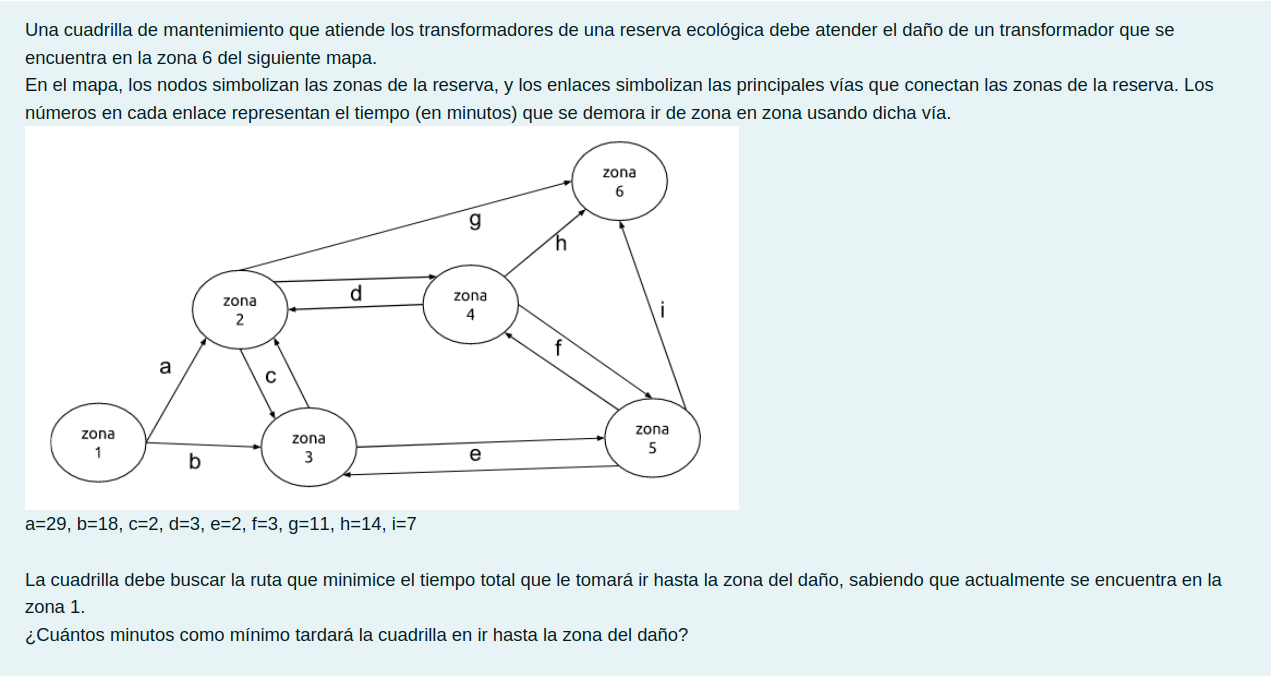 Una cuadrilla de mantenimiento que atiende los transformadores de una reserva ecológica debe atender el daño de un transformador que se
encuentra en la zona 6 del siguiente mapa.
En el mapa, los nodos simbolizan las zonas de la reserva, y los enlaces simbolizan las principales vías que conectan las zonas de la reserva. Los
números en cada enlace representan el tiempo (en minutos) que se demora ir de zona en zona usando dicha vía.
zona
6
g
h
zona
2
d
zona
4
i
a
c
f
zona
1
b
zona
3
e
zona
5
a=29, b=18, c=2, d=3, e=2, f=3, g=11, h=14, i=7
La cuadrilla debe buscar la ruta que minimice el tiempo total que le tomará ir hasta la zona del daño, sabiendo que actualmente se encuentra en la
zona 1.
¿Cuántos minutos como mínimo tardará la cuadrilla en ir hasta la zona del daño?